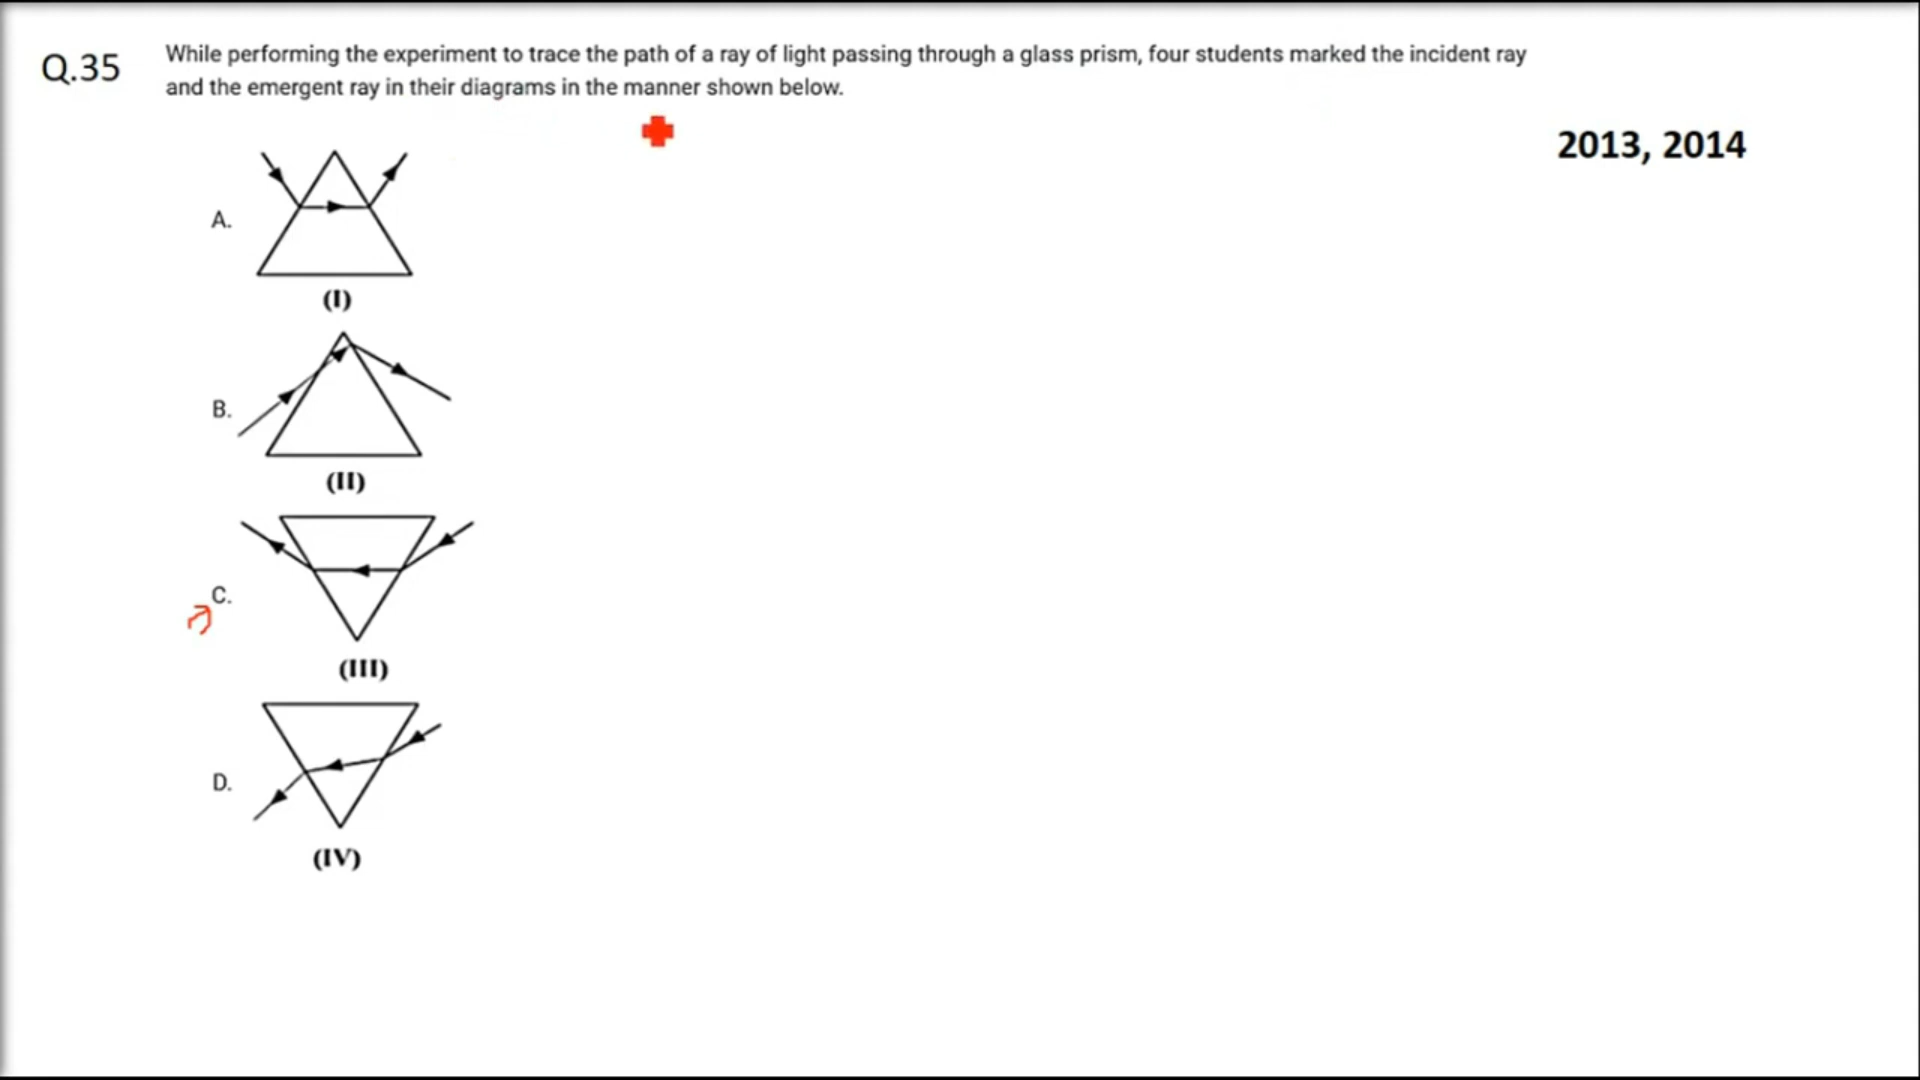 Q.35
While performing the experiment to trace the path of a ray of light passing through a glass prism, four students marked the incident ray
and the emergent ray in their diagrams in the manner shown below.
2013, 2014
A.
(I)
B.
(II)
C.
(III)
D.
(IV)